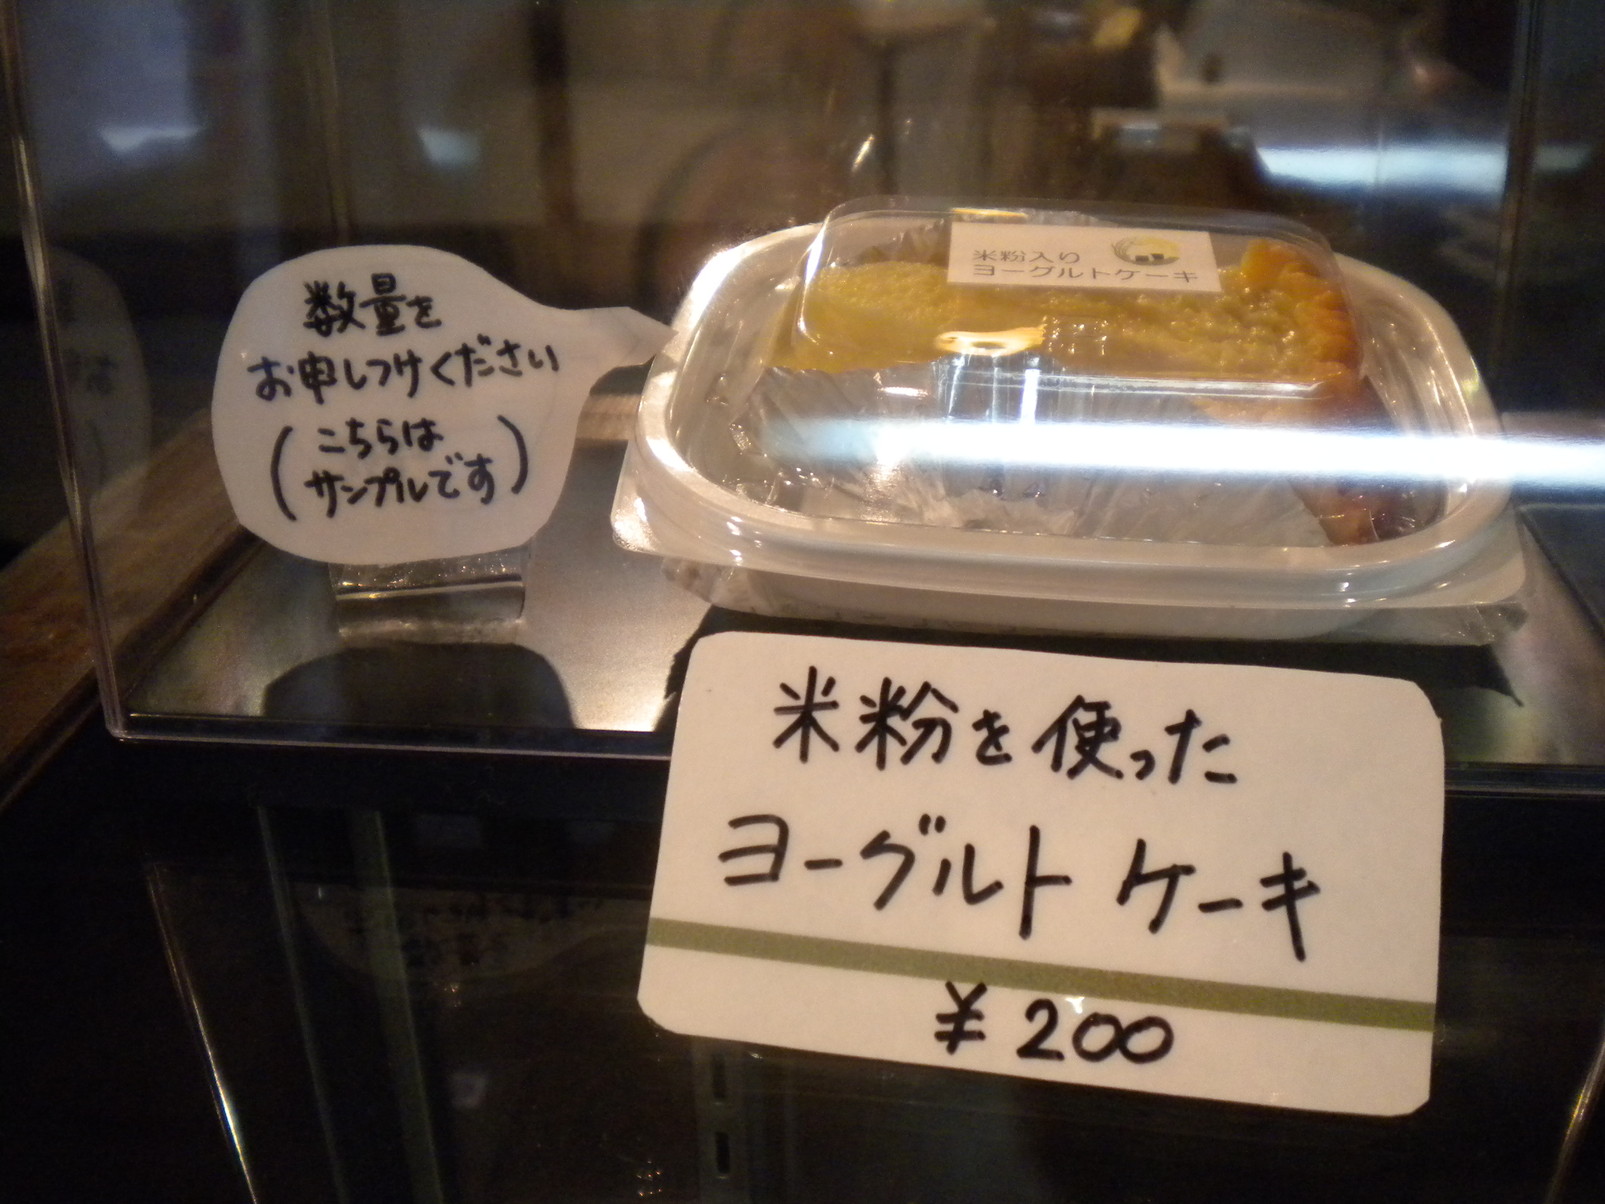 数量を
お申しつけください
（こちらは
サンプルです）
米粉入り
ヨーグルトケーキ
米粉を使った
ヨーグルトケーキ
¥200